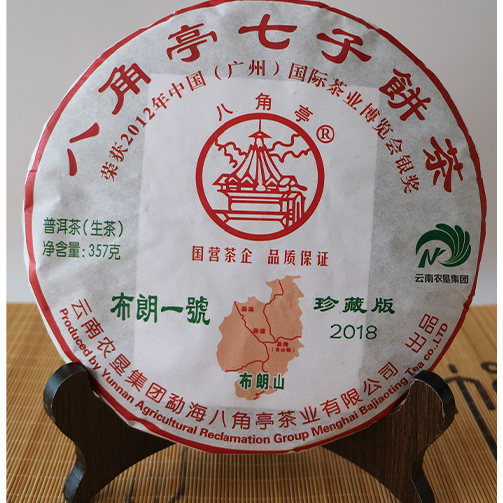 八角亭七子餅茶
荣获2012年中国（广州）国际茶业博览会银奖
八角亭
®
国营茶企 品质保证
普洱茶（生茶）
净含量: 357克
云南农垦集团
布朗一號
珍藏版
2018
勐海
布朗山
云南农垦集团勐海八角亭茶业有限公司 出品
Produced by Yunnan Agricultural Reclamation Group Menghai Bajiaoting Tea co.,LTD